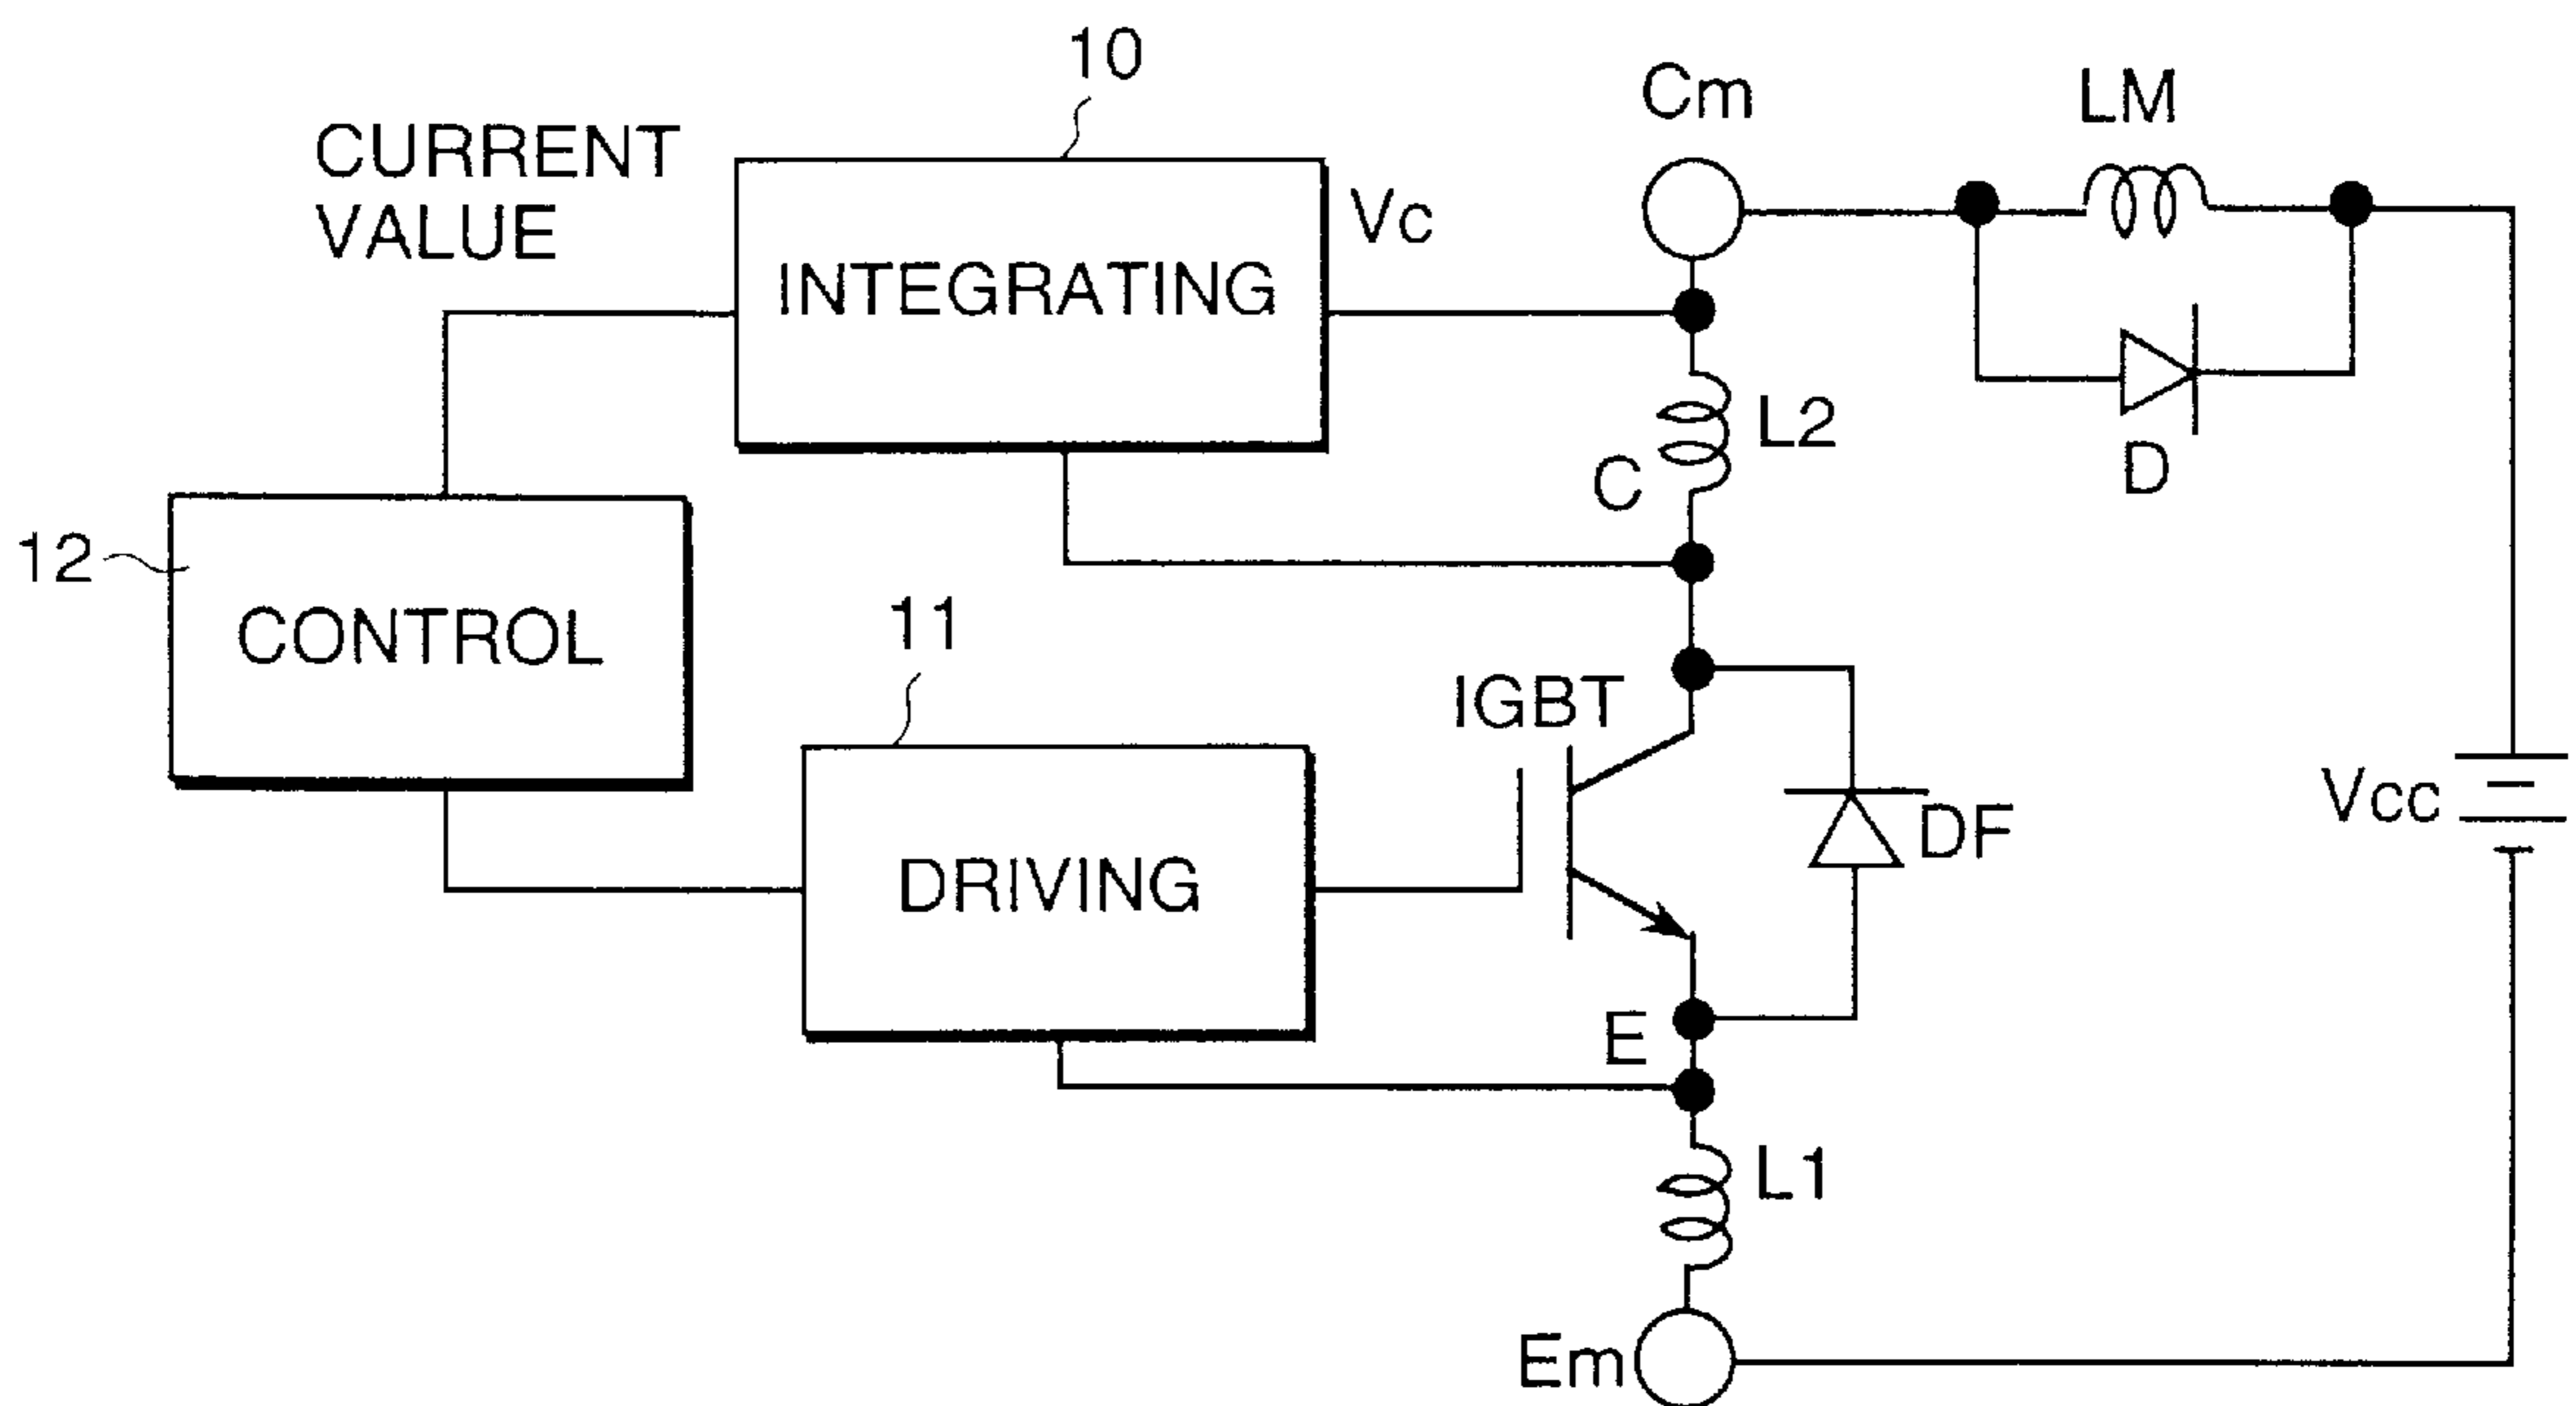 10
Cm
LM
CURRENT
VALUE
Vc
INTEGRATING
L2
C
D
12
CONTROL
11
IGBT
DRIVING
DF
Vcc
E
L1
Em